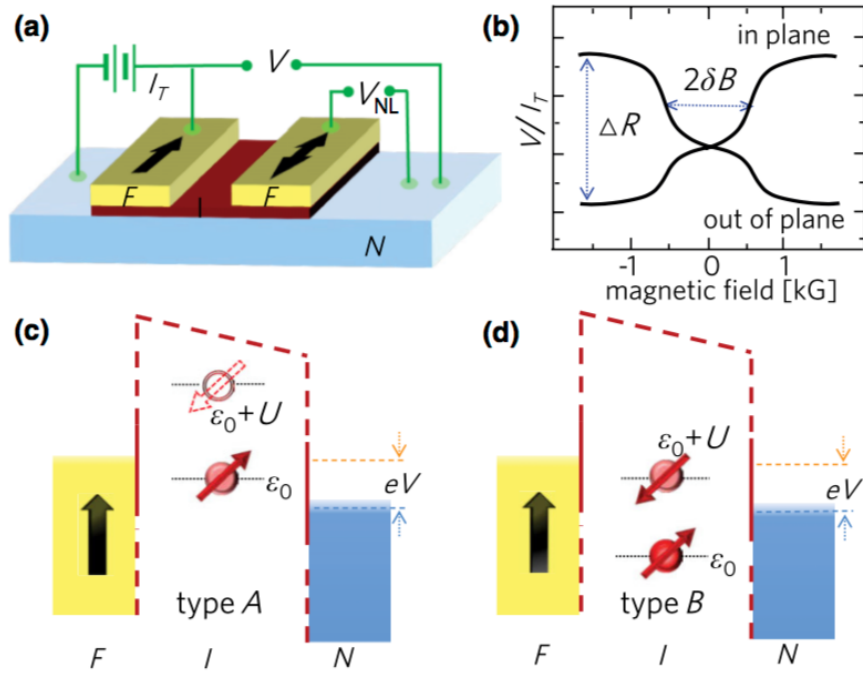 (a)
V
I_T
V_NL
F
F
I
N
(b)
V/I_T
in plane
2δB
ΔR
out of plane
-1 0 1
magnetic field [kG]
(c)
ε₀+U
ε₀
eV
type A
F I N
(d)
ε₀+U
eV
ε₀
type B
F I N